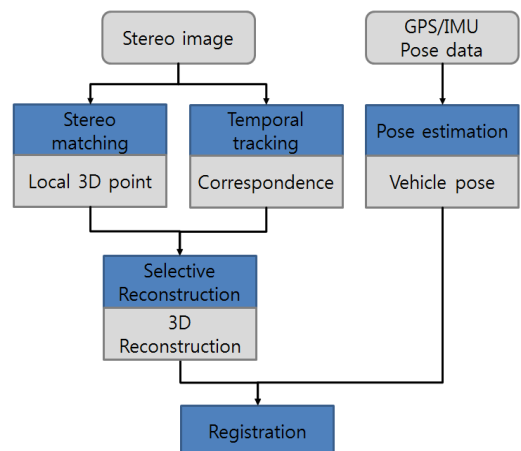 Stereo image
GPS/IMU
Pose data
Stereo
matching
Local 3D point
Temporal
tracking
Correspondence
Pose estimation
Vehicle pose
Selective
Reconstruction
3D
Reconstruction
Registration